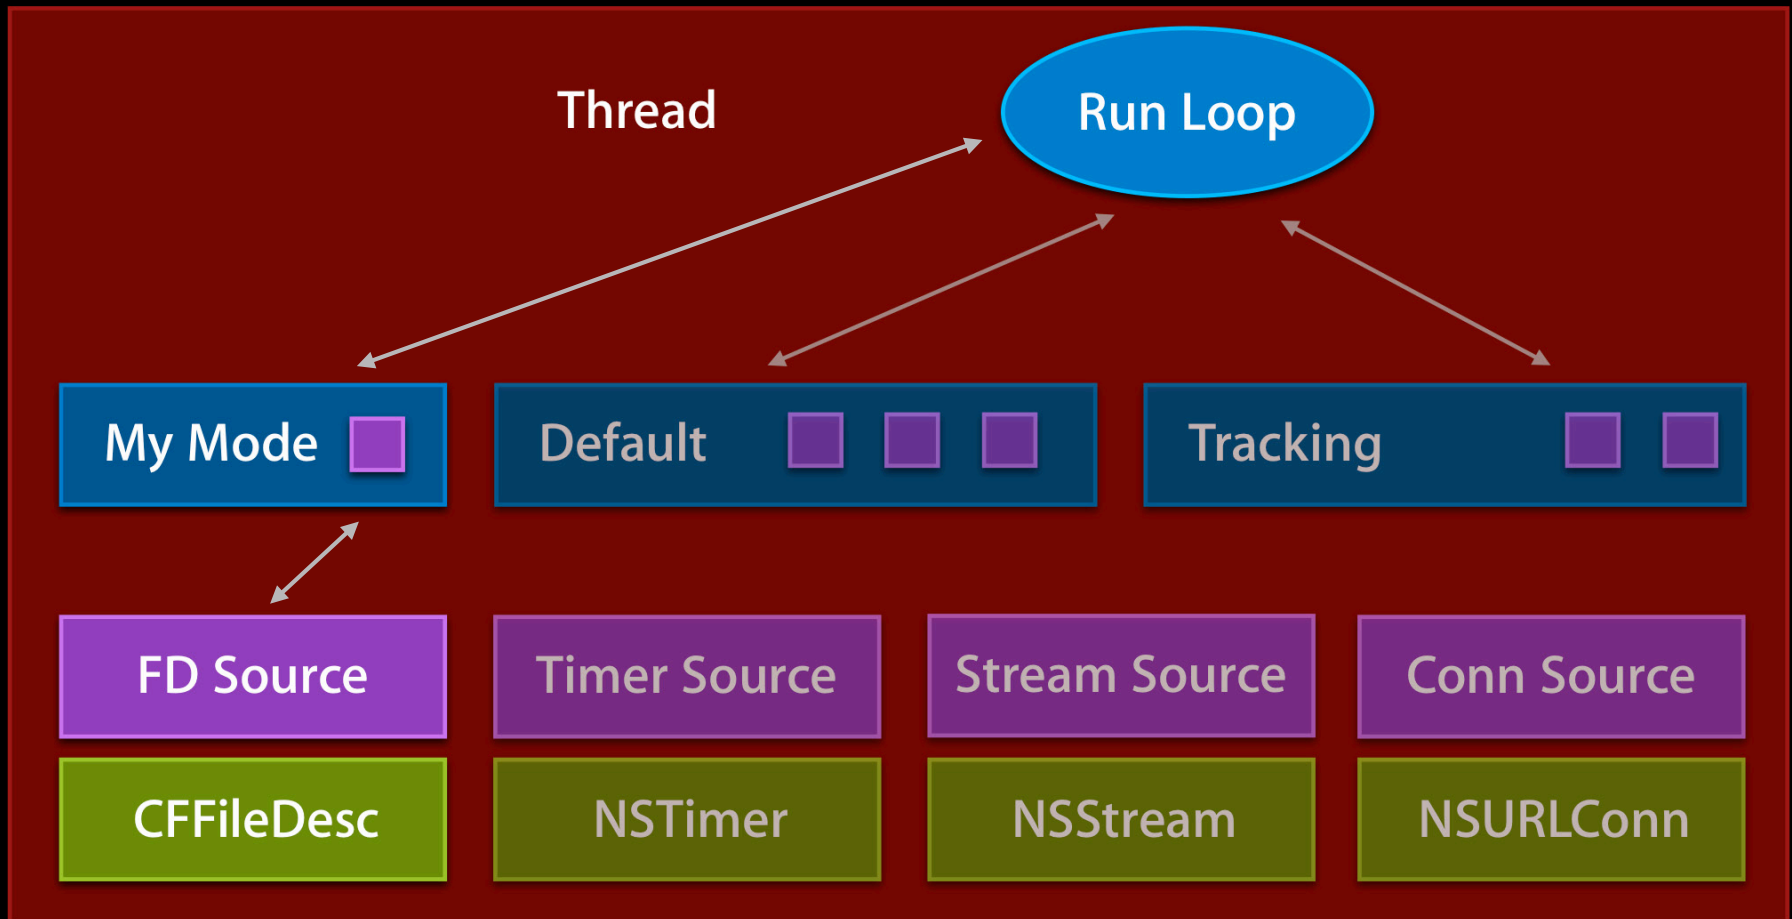 Thread
Run Loop
My Mode
Default
Tracking
FD Source
Timer Source
Stream Source
Conn Source
CFFileDesc
NSTimer
NSStream
NSURLConn